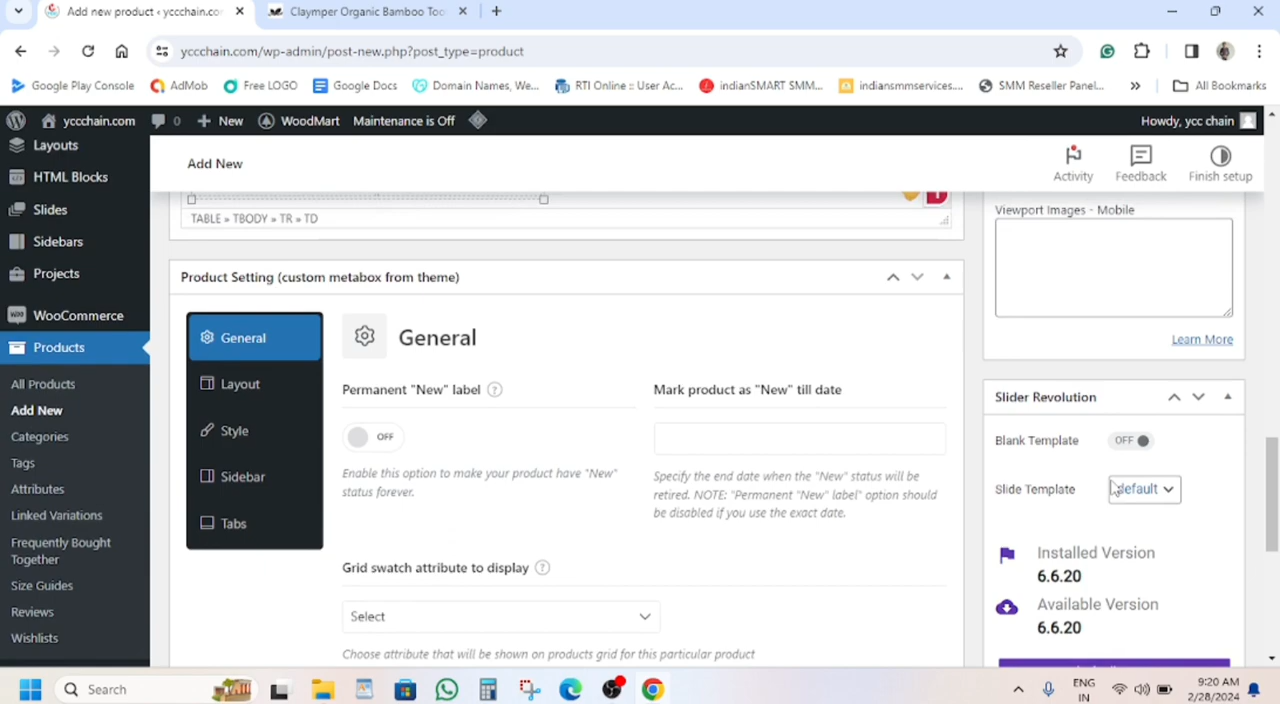 Add new product ‹ yccchain.co
Claymper Organic Bamboo Too
yccchain.com/wp-admin/post-new.php?post_type=product
Google Play Console
AdMob
Free LOGO
Google Docs
Domain Names, We...
RTI Online :: User Ac...
indianSMART SMM...
indiansmmservices....
SMM Reseller Panel...
»
All Bookmarks
yccchain.com
0
New
WooMart
Maintenance is Off
Howdy, ycc chain
Layouts
HTML Blocks
Slides
Sidebars
Projects
WooCommerce
Products
All Products
Add New
Categories
Tags
Attributes
Linked Variations
Frequently Bought
Together
Size Guides
Reviews
Wishlists
Add New
Activity
Feedback
Finish setup
TABLE » TBODY » TR » TD
Product Setting (custom metabox from theme)
General
Layout
Style
Sidebar
Tabs
General
Permanent "New" label
OFF
Enable this option to make your product have "New"
status forever.
Mark product as "New" till date
Specify the end date when the "New" status will be
retired. NOTE: "Permanent "New" label" option should
be disabled if you use the exact date.
Grid swatch attribute to display
Select
Choose attribute that will be shown on products grid for this particular product
Viewport Images - Mobile
Learn More
Slider Revolution
Blank Template
OFF
Slide Template
default
Installed Version
6.6.20
Available Version
6.6.20
Search
ENG
IN
9:20 AM
2/28/2024